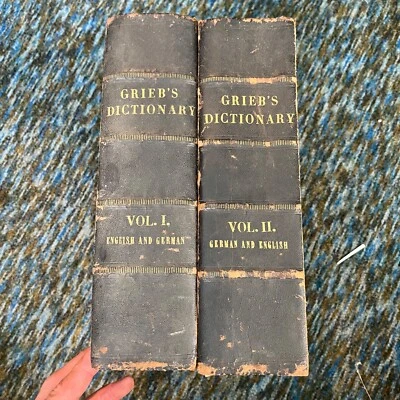 GRIEB'S
DICTIONARY
VOL. I.
ENGLISH AND GERMAN
GRIEB'S
DICTIONARY
VOL. II.
GERMAN AND ENGLISH